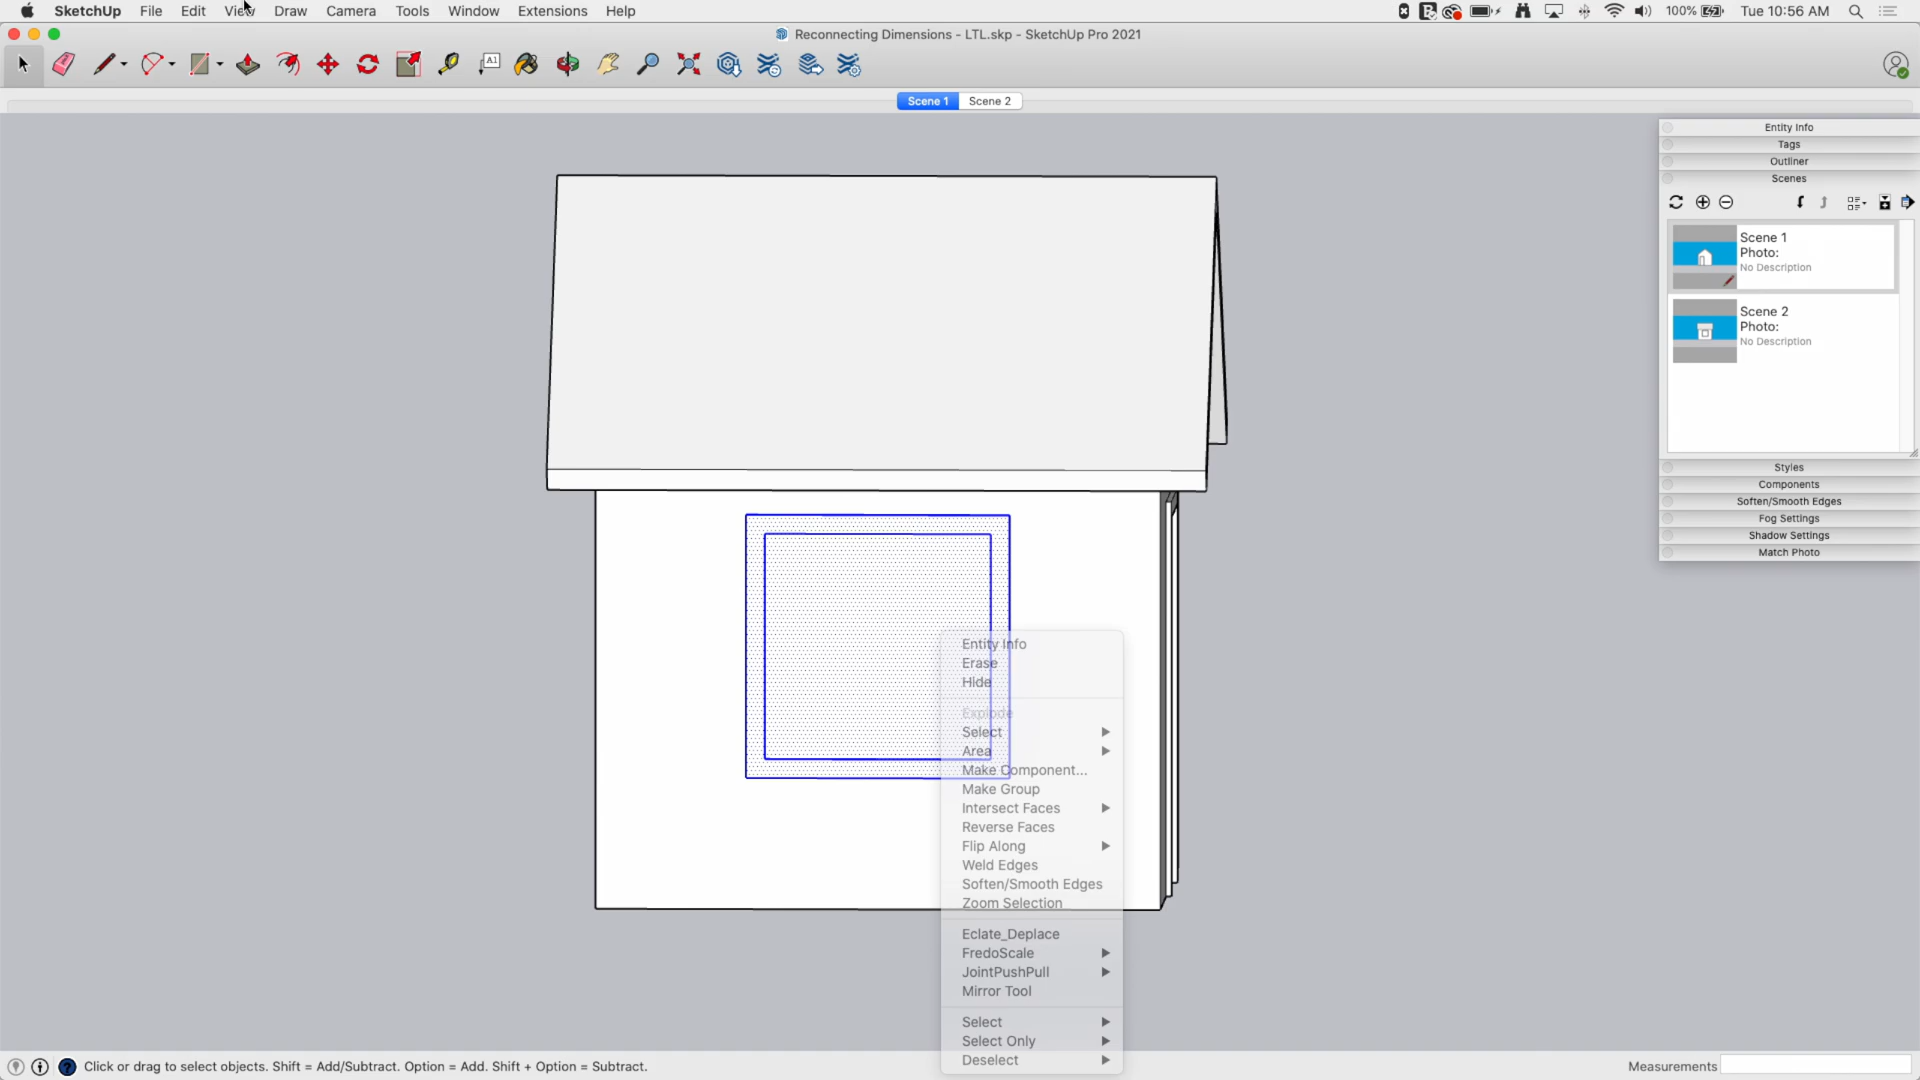 SketchUp File Edit View Draw Camera Tools Window Extensions Help 100% Tue 10:56 AM
Reconnecting Dimensions - LTL.skp - SketchUp Pro 2021
A1
Scene 1 Scene 2
Entity Info
Tags
Outliner
Scenes
Scene 1
Photo:
No Description
Scene 2
Photo:
No Description
Styles
Components
Soften/Smooth Edges
Fog Settings
Shadow Settings
Match Photo
Entity Info
Erase
Hide
Explode
Select
Area
Make Component...
Make Group
Intersect Faces
Reverse Faces
Flip Along
Weld Edges
Soften/Smooth Edges
Zoom Selection
Eclate_Deplace
FredoScale
JointPushPull
Mirror Tool
Select
Select Only
Deselect
Click or drag to select objects. Shift = Add/Subtract. Option = Add. Shift + Option = Subtract. Measurements